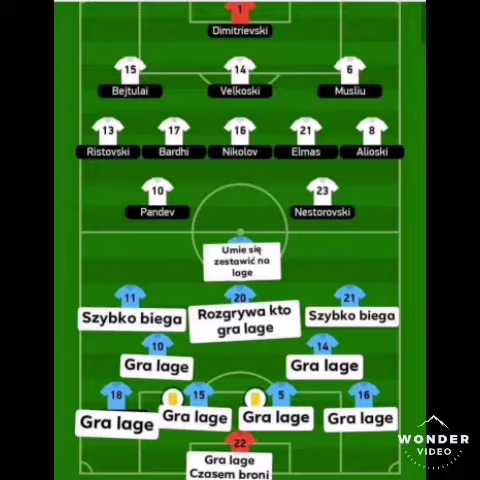 1
Dimitrievski
15 14 6
Bejtulai Velkoski Musliu
13 17 16 21 8
Ristovski Bardhi Nikolov Elmas Alioski
10 23
Pandev Nestorovski
Umie się
zestawić na
lage
11 20 21
Szybko biega Rozgrywa kto Szybko biega
gra lage
10 14
Gra lage Gra lage
18 15 5 16
Gra lage Gra lage Gra lage Gra lage
22
Gra lage
Czasem broni
WONDER
VIDEO